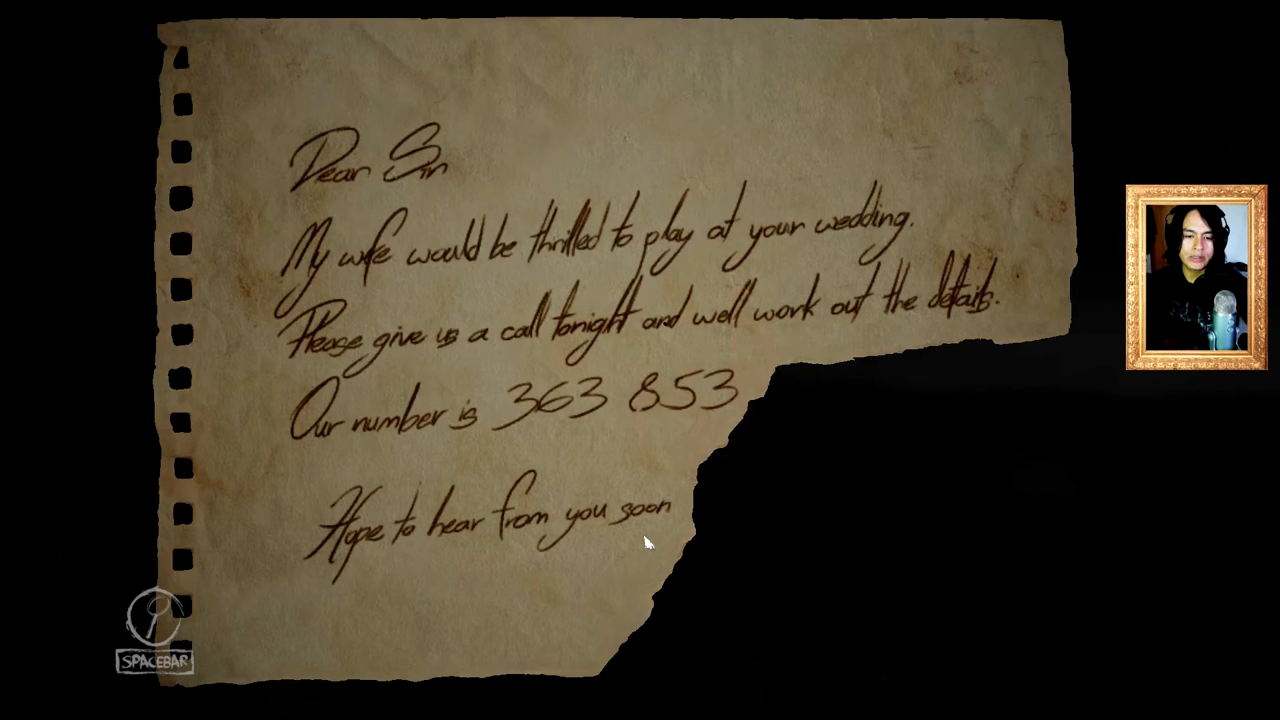 Dear Sir
My wife would be thrilled to play at your wedding.
Please give us a call tonight and we'll work out the details.
Our number is 363 853
Hope to hear from you soon
SPACEBAR